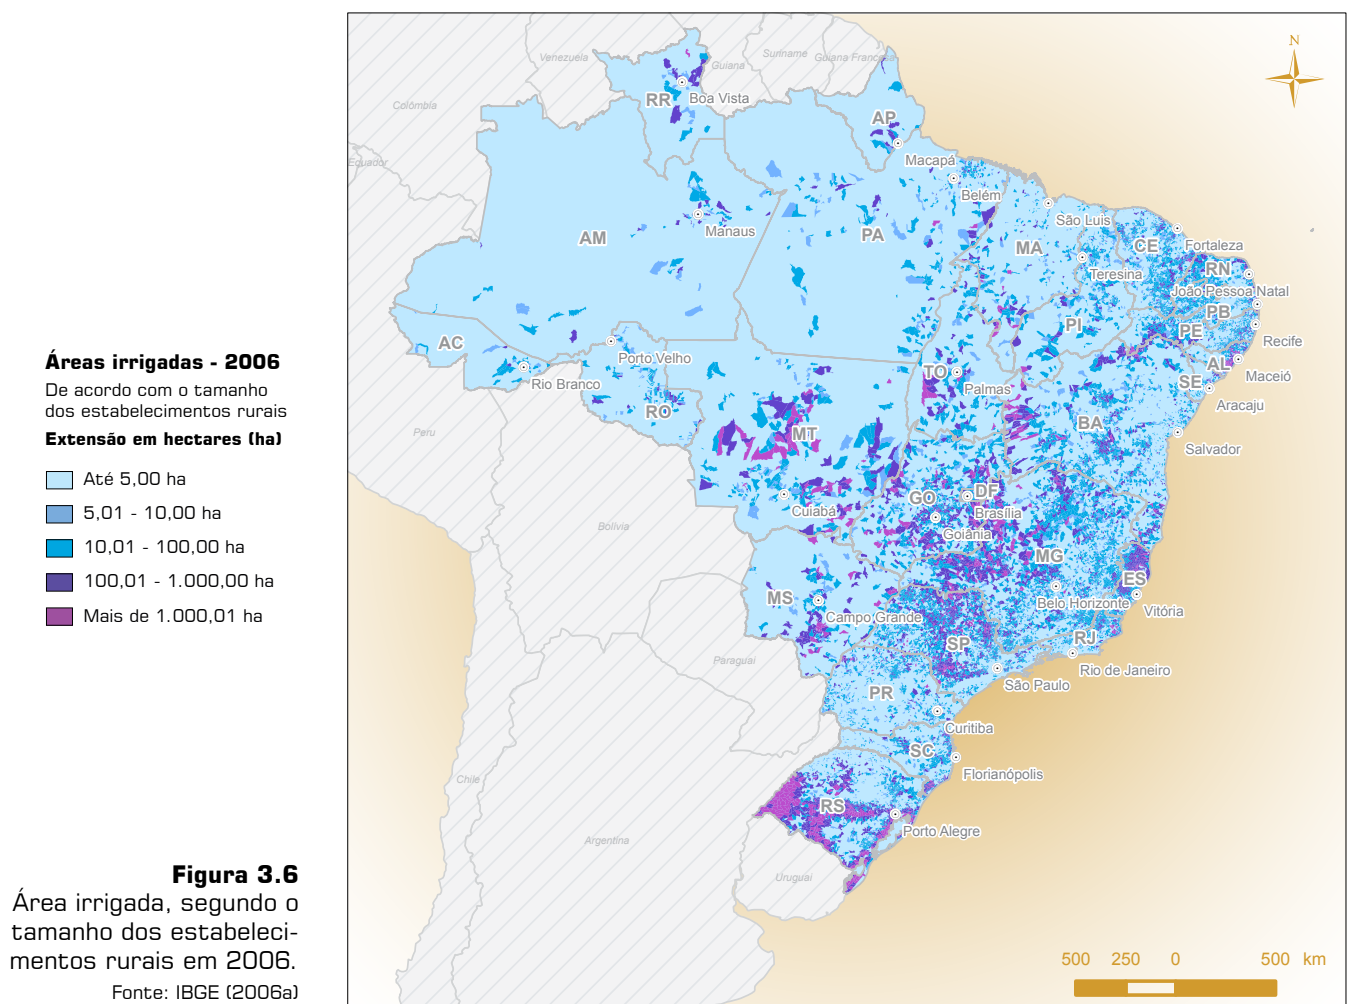 Áreas irrigadas - 2006
De acordo com o tamanho
dos estabelecimentos rurais
Extensão em hectares (ha)
Até 5,00 ha
5,01 - 10,00 ha
10,01 - 100,00 ha
100,01 - 1.000,00 ha
Mais de 1.000,01 ha
Figura 3.6
Área irrigada, segundo o
tamanho dos estabeleci-
mentos rurais em 2006.
Fonte: IBGE (2006a)
N
Venezuela
Suriname
Guiana Francesa
Guiana
Colômbia
Equador
Peru
Bolívia
Paraguai
Chile
Argentina
Uruguai
RR
Boa Vista
AP
Macapá
Belém
São Luis
AM
Manaus
PA
MA
CE
Fortaleza
Teresina
RN
João Pessoa
Natal
PI
PB
PE
Recife
AC
Porto Velho
Rio Branco
RO
TO
Palmas
AL
Maceió
SE
Aracaju
MT
BA
Salvador
Cuiabá
GO
DF
Brasília
Goiânia
MG
ES
Belo Horizonte
Vitória
MS
Campo Grande
SP
RJ
Rio de Janeiro
São Paulo
PR
Curitiba
SC
Florianópolis
RS
Porto Alegre
500 250 0 500 km